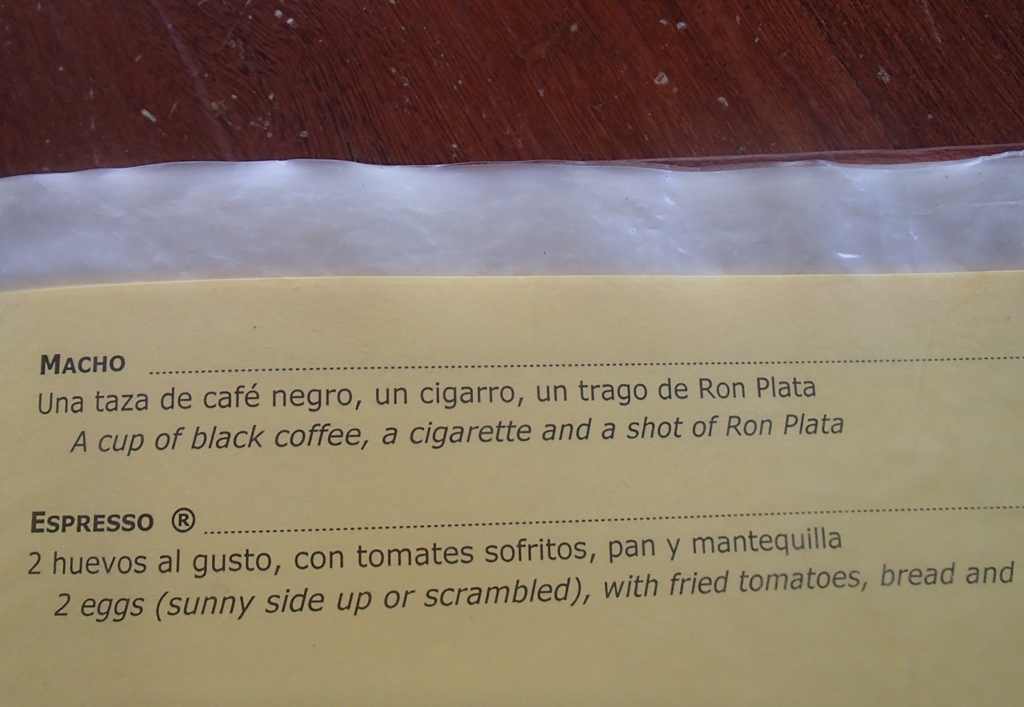 MACHO ........................................
Una taza de café negro, un cigarro, un trago de Ron Plata
A cup of black coffee, a cigarette and a shot of Ron Plata
ESPRESSO ® ........................................
2 huevos al gusto, con tomates sofritos, pan y mantequilla
2 eggs (sunny side up or scrambled), with fried tomatoes, bread and